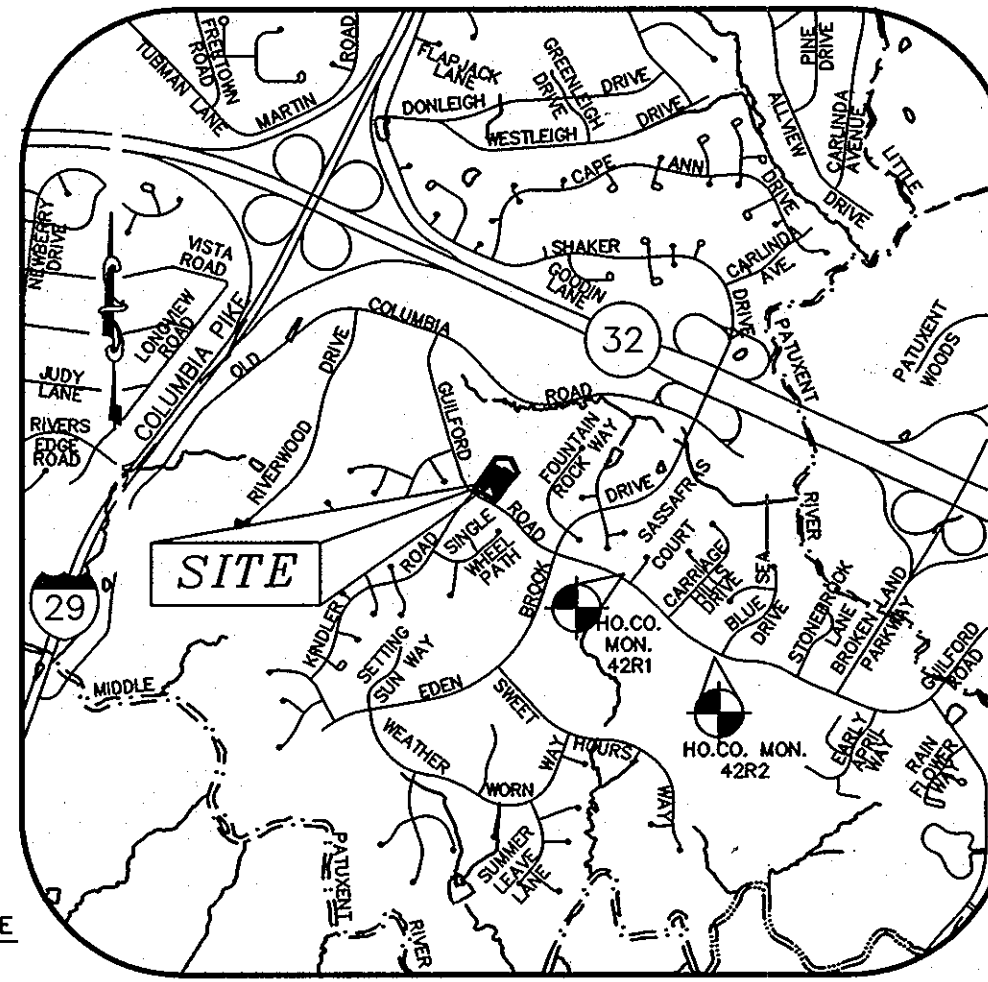 FREETOWN
ROAD
TUBMAN LANE
MARTIN
ROAD
FLAPJACK
LANE
DONLEIGH
DRIVE
GREENLEIGH
DRIVE
WESTLEIGH
DRIVE
PINE
DRIVE
ALLVIEW
DRIVE
CARLINDA
AVENUE
LITTLE
CAPE
ANN
DRIVE
NEWBERRY
DRIVE
VISTA
ROAD
SHAKER
DRIVE
GOODIN
LANE
CARLINDA
AVE.
LONGVIEW
ROAD
COLUMBIA PIKE
OLD
COLUMBIA
ROAD
32
PATUXENT
RIVER
PATUXENT
WOODS
JUDY
LANE
RIVERS
EDGE
ROAD
RIVERWOOD
DRIVE
GUILFORD
ROAD
FOUNTAIN
ROCK WAY
DRIVE
SASSAFRAS
COURT
SITE
SINGLE
WHEEL
PATH
KINDLER
ROAD
29
CARRIAGE
HILLS
DRIVE
SEA
BLUE
DRIVE
STONEBROOK
LANE
BROKEN LAND
PARKWAY
GUILFORD
ROAD
EDEN
BROOK
HO.CO.
MON.
42R1
SETTING
SUN WAY
MIDDLE
PATUXENT
RIVER
SWEET
HOURS
WAY
WEATHER
WORN
WAY
HO.CO. MON.
42R2
EARLY
APRIL
WAY
RAIN
FLOWER
WAY
SUMMER
LEAVE
LANE
E